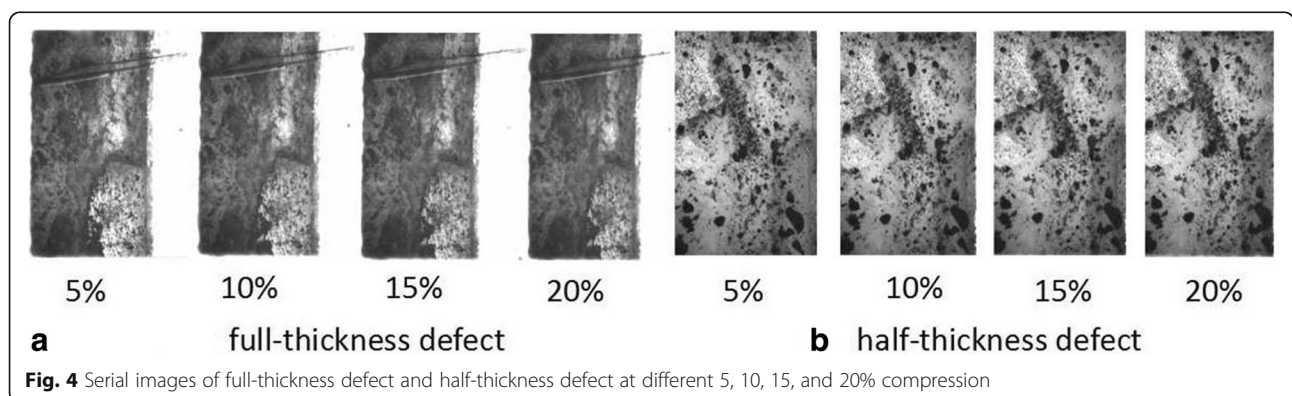 5% 10% 15% 20% 5% 10% 15% 20%
a full-thickness defect b half-thickness defect
Fig. 4 Serial images of full-thickness defect and half-thickness defect at different 5, 10, 15, and 20% compression